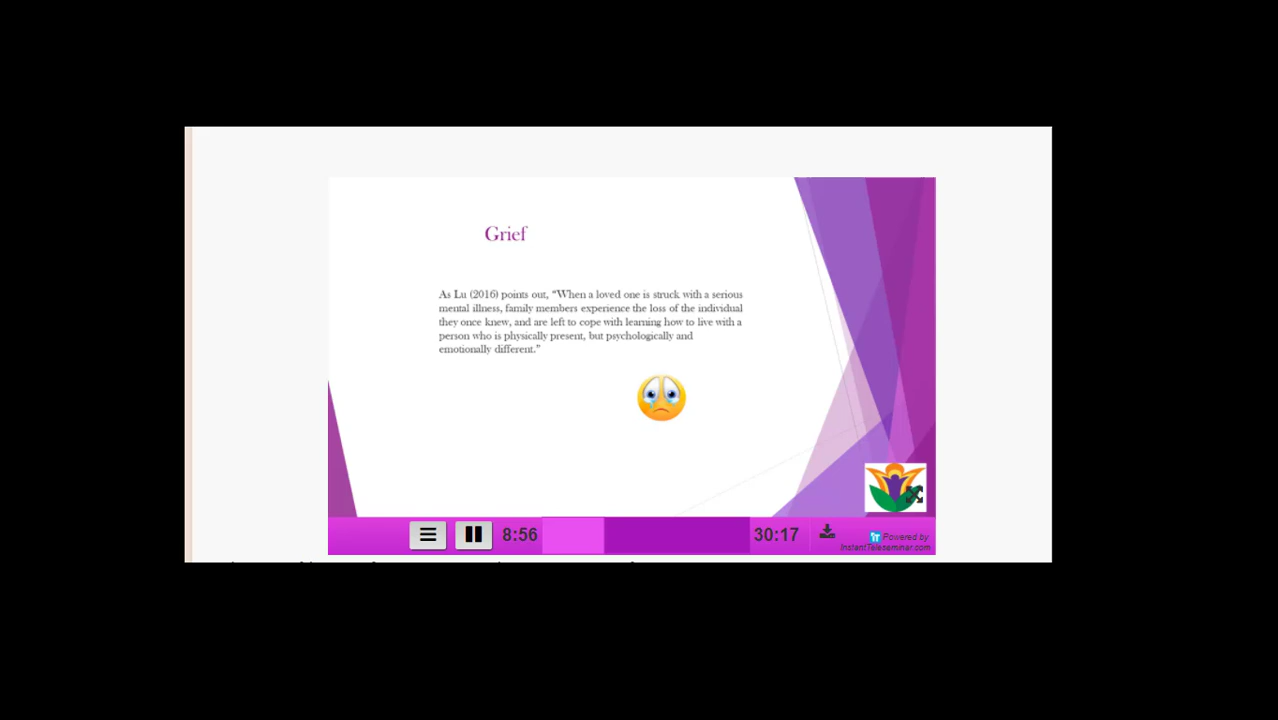 Grief
As Lu (2016) points out, “When a loved one is struck with a serious
mental illness, family members experience the loss of the individual
they once knew, and are left to cope with learning how to live with a
person who is physically present, but psychologically and
emotionally different.”
8:56
30:17
Powered by
InstantTeleseminar.com